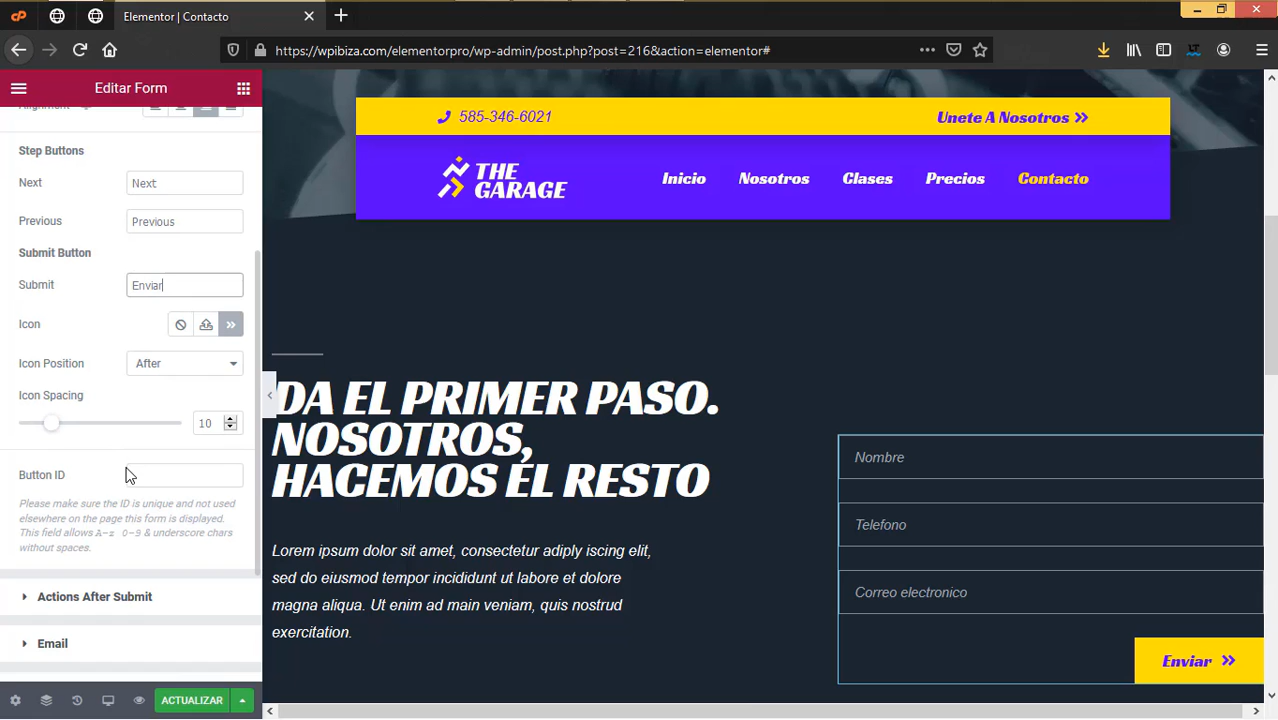 Elementor | Contacto
https://wpibiza.com/elementorpro/wp-admin/post.php?post=216&action=elementor#
Editar Form
Alignment
Step Buttons
Next
Next
Previous
Previous
Submit Button
Submit
Enviar
Icon
Icon Position
After
Icon Spacing
10
Button ID
Please make sure the ID is unique and not used
elsewhere on the page this form is displayed.
This field allows A-z 0-9 & underscore chars
without spaces.
Actions After Submit
Email
ACTUALIZAR
585-346-6021
Unete A Nosotros
THE
GARAGE
Inicio
Nosotros
Clases
Precios
Contacto
DA EL PRIMER PASO.
NOSOTROS,
HACEMOS EL RESTO
Lorem ipsum dolor sit amet, consectetur adiply iscing elit,
sed do eiusmod tempor incididunt ut labore et dolore
magna aliqua. Ut enim ad main veniam, quis nostrud
exercitation.
Nombre
Telefono
Correo electronico
Enviar